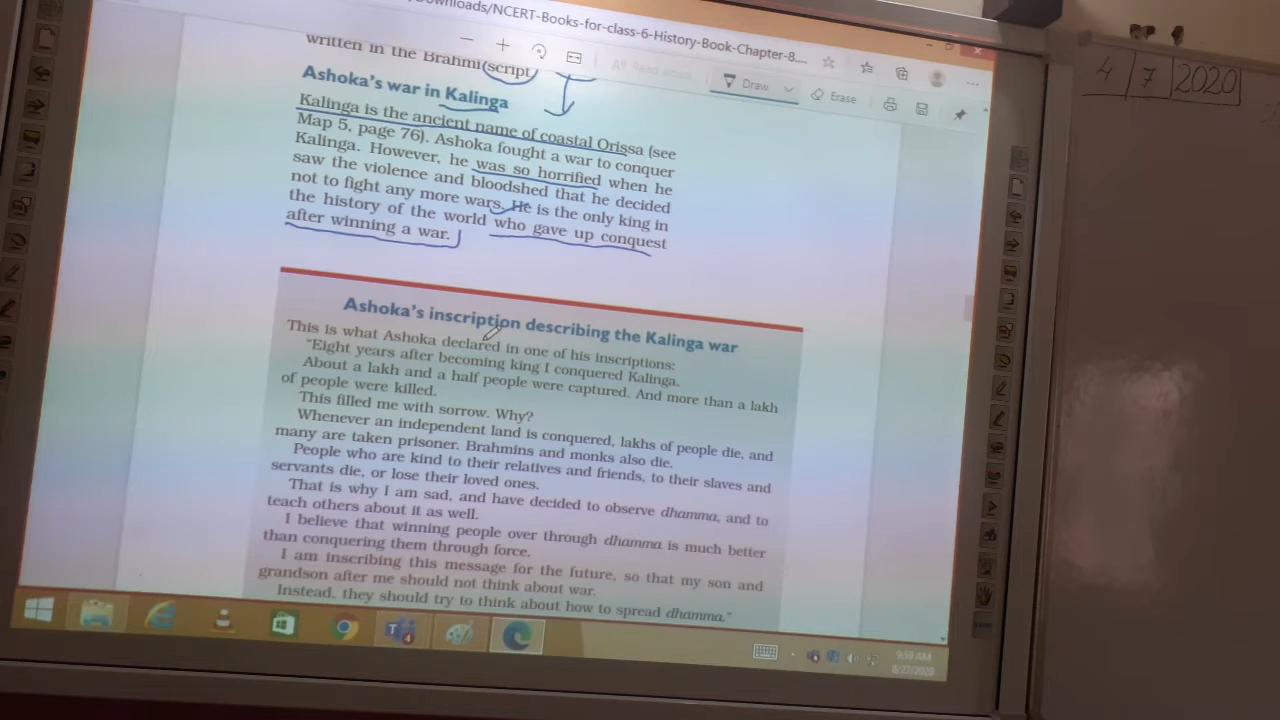 Downloads/NCERT-Books-for-class-6-History-Book-Chapter-8....
Draw
Erase
written in the Brahmi script
Ashoka's war in Kalinga
Kalinga is the ancient name of coastal Orissa (see
Map 5, page 76). Ashoka fought a war to conquer
Kalinga. However, he was so horrified when he
saw the violence and bloodshed that he decided
not to fight any more wars. He is the only king in
the history of the world who gave up conquest
after winning a war.
Ashoka's inscription describing the Kalinga war
This is what Ashoka declared in one of his inscriptions:
"Eight years after becoming king I conquered Kalinga.
About a lakh and a half people were captured. And more than a lakh
of people were killed.
This filled me with sorrow. Why?
Whenever an independent land is conquered, lakhs of people die, and
many are taken prisoner. Brahmins and monks also die.
People who are kind to their relatives and friends, to their slaves and
servants die, or lose their loved ones.
That is why I am sad, and have decided to observe dhamma, and to
teach others about it as well.
I believe that winning people over through dhamma is much better
than conquering them through force.
I am inscribing this message for the future, so that my son and
grandson after me should not think about war.
Instead, they should try to think about how to spread dhamma."
9:59 AM
8/27/2020
4 7 2020